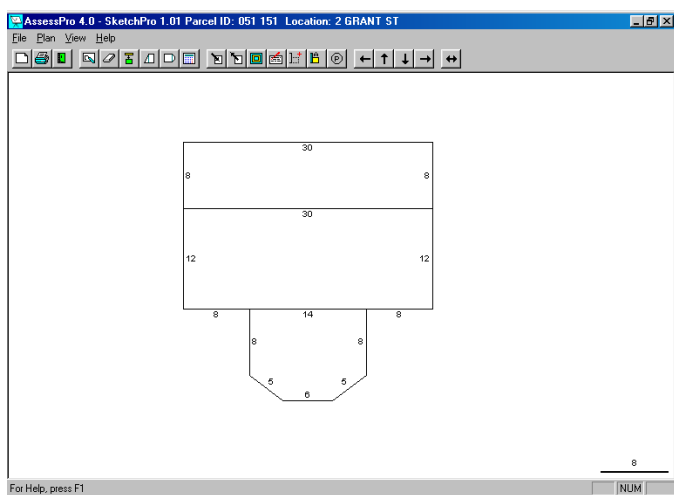 AssessPro 4.0 - SketchPro 1.01 Parcel ID: 051 151 Location: 2 GRANT ST
File Plan View Help
P
30
8 8
30
12 12
8 14 8
8 8
5 5
6
8
For Help, press F1 NUM